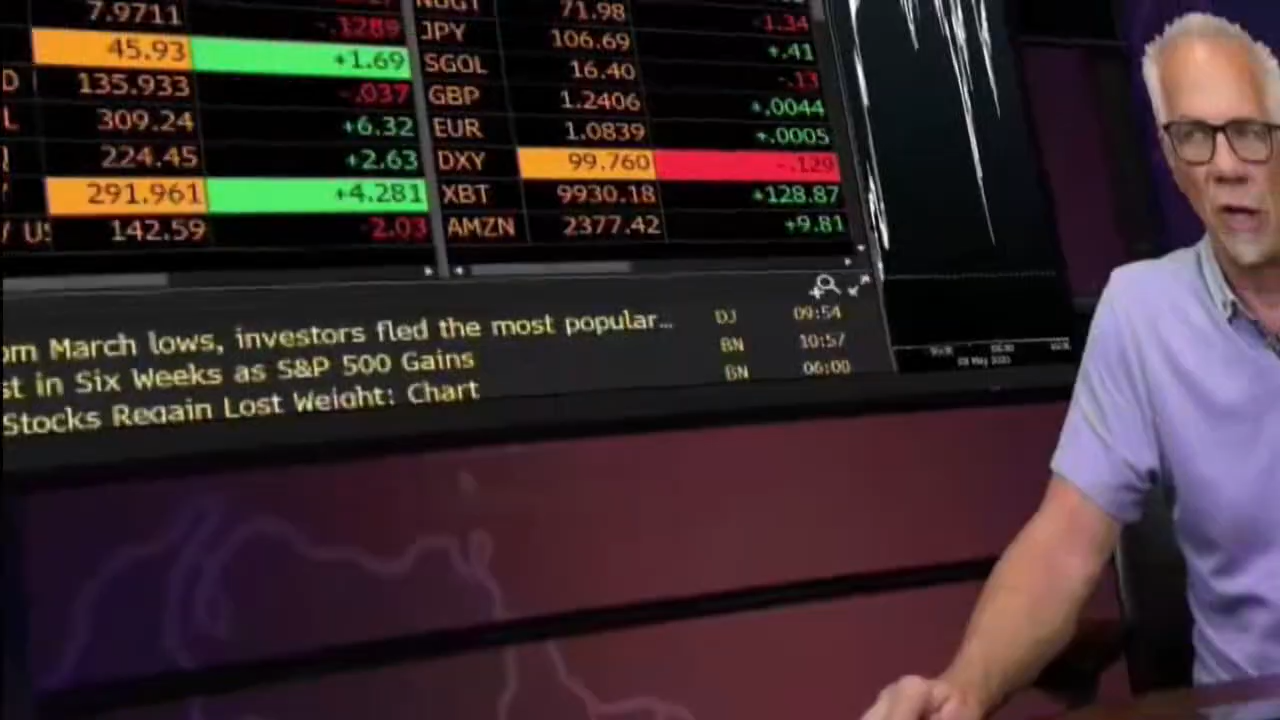 7.9711
45.93 +1.69
D 135.933 -.037
L 309.24 +6.32
224.45 +2.63
291.961 +4.281
142.59 -2.03
NUGT 71.98 -1.34
JPY 106.69 +.41
SGOL 16.40 -.13
GBP 1.2406 +.0044
EUR 1.0839 +.0005
DXY 99.760 -.129
XBT 9930.18 +128.87
AMZN 2377.42 +9.81
om March lows, investors fled the most popular... DJ 09:54
st in Six Weeks as S&P 500 Gains BN 10:57
Stocks Regain Lost Weight: Chart BN 06:00